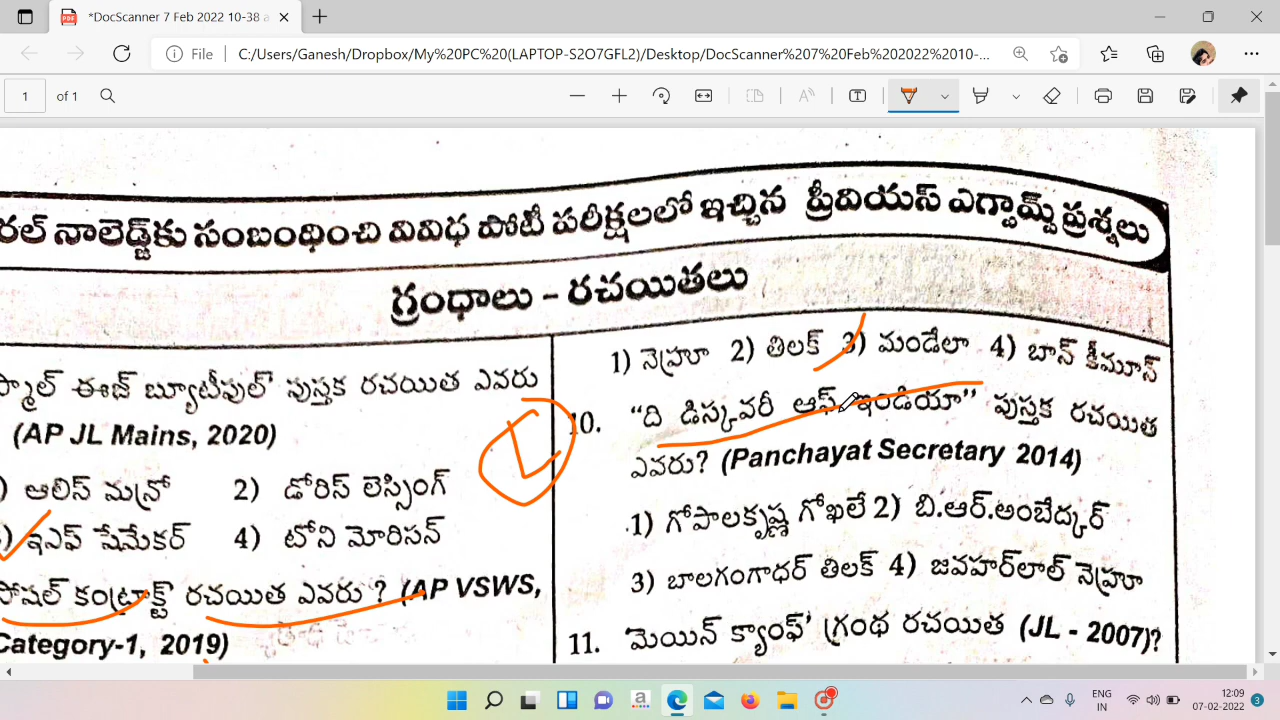 *DocScanner 7 Feb 2022 10-38 a
File C:/Users/Ganesh/Dropbox/My%20PC%20(LAPTOP-S2O7GFL2)/Desktop/DocScanner%207%20Feb%202022%2010-...
1 of 1
రల్ నాలెడ్జ్‌కు సంబంధించి వివిధ పోటీ పరీక్షలలో ఇచ్చిన ప్రీవియస్ ఎగ్జామ్స్ ప్రశ్నలు
గ్రంధాలు – రచయితలు
స్మాల్ ఈజ్ బ్యూటీఫుల్' పుస్తక రచయిత ఎవరు
(AP JL Mains, 2020)
) ఆలిస్ మన్రో 2) డోరిస్ లెస్సింగ్
) ఇఎఫ్ షేమేకర్ 4) టోని మోరిసన్
సోషల్ కంట్రాక్ట్ రచయిత ఎవరు ? (AP VSWS,
Category-1, 2019)
1) నెహ్రూ 2) తిలక్ 3) మండేలా 4) బాన్ కీమూన్
10. “ది డిస్కవరీ ఆఫ్ ఇండియా” పుస్తక రచయిత
ఎవరు? (Panchayat Secretary 2014)
1) గోపాలకృష్ణ గోఖలే 2) బి.ఆర్.అంబేద్కర్
3) బాలగంగాధర్ తిలక్ 4) జవహర్‌లాల్ నెహ్రూ
11. 'మెయిన్ క్యాంఫ్' గ్రంథ రచయిత (JL - 2007)?
ENG
IN
12:09
07-02-2022
3